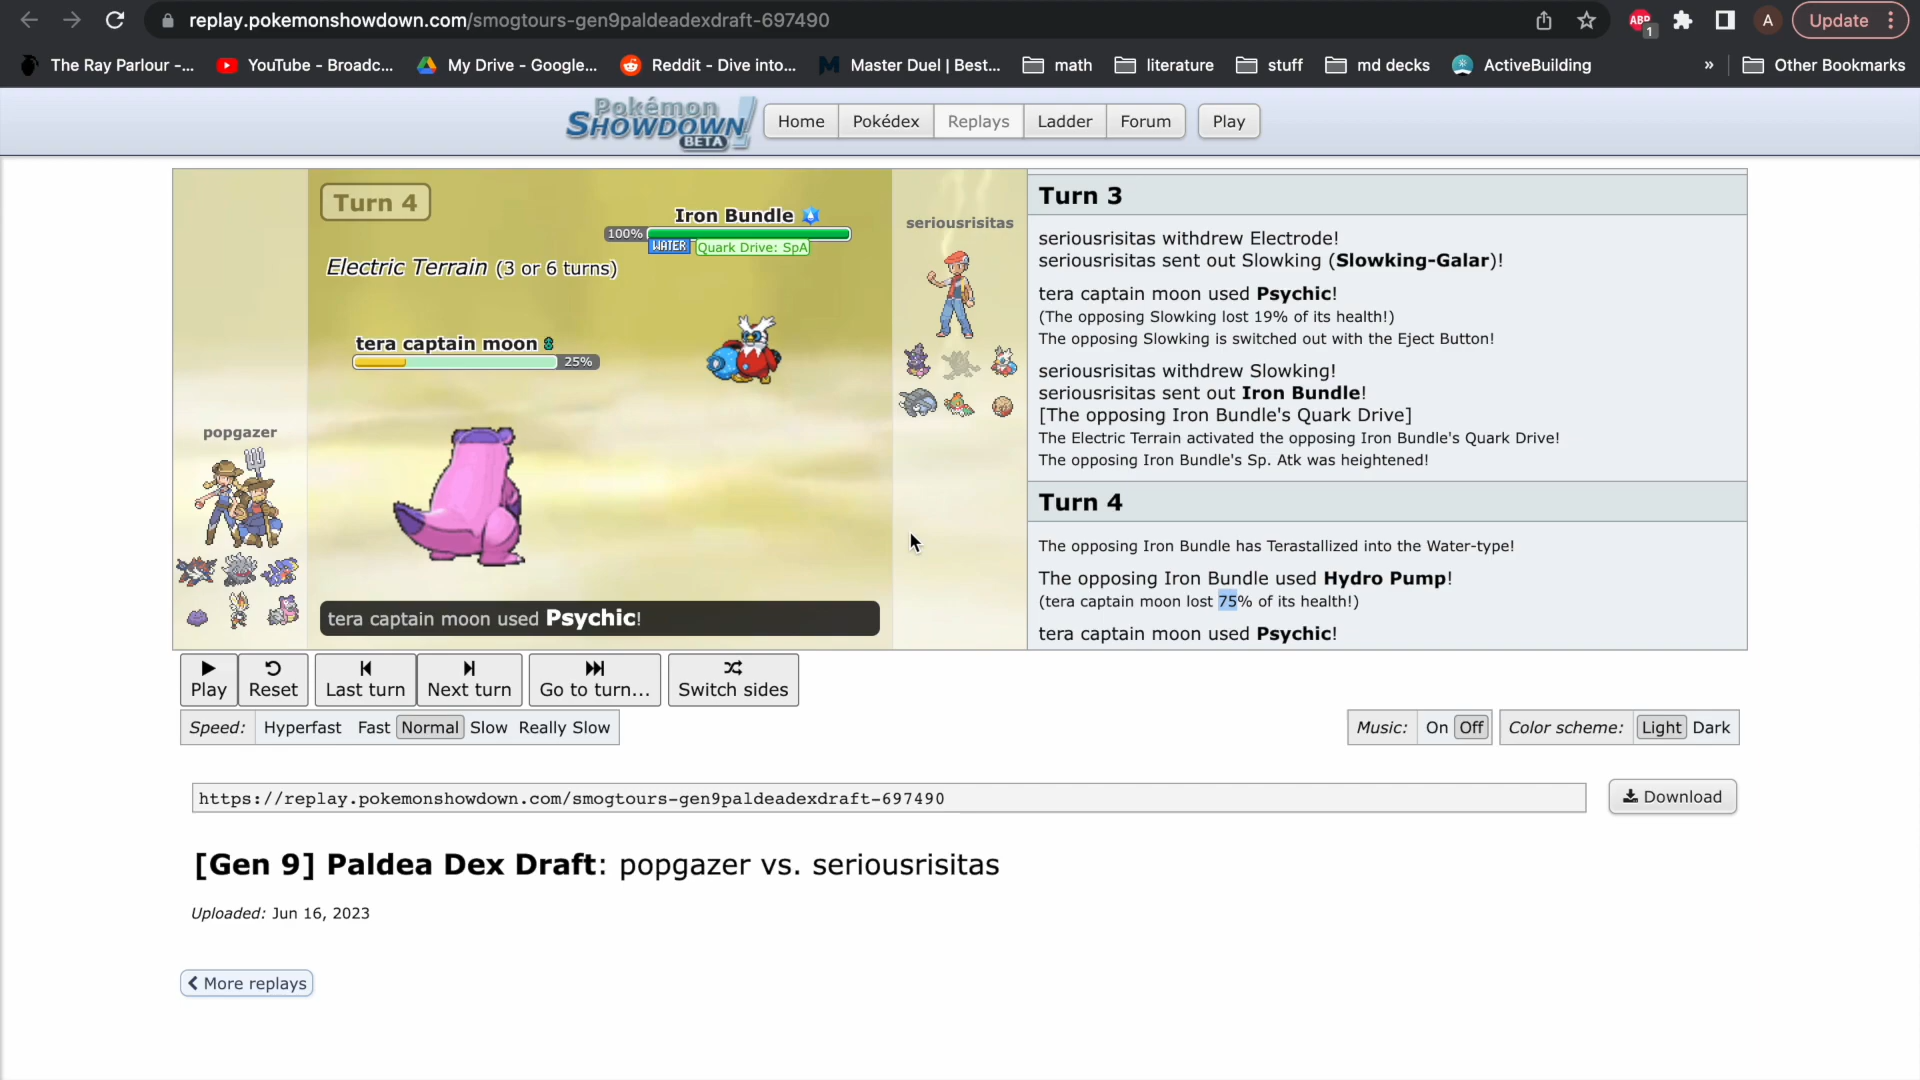 replay.pokemonshowdown.com/smogtours-gen9paldeadexdraft-697490
ABP
1
A
Update
The Ray Parlour -...
YouTube - Broadc...
My Drive - Google...
Reddit - Dive into...
Master Duel | Best...
math
literature
stuff
md decks
ActiveBuilding
»
Other Bookmarks
Pokémon
SHOWDOWN!
BETA
Home
Pokédex
Replays
Ladder
Forum
Play
Turn 4
Iron Bundle
100%
WATER
Quark Drive: SpA
Electric Terrain (3 or 6 turns)
tera captain moon
25%
popgazer
seriousrisitas
tera captain moon used Psychic!
Turn 3
seriousrisitas withdrew Electrode!
seriousrisitas sent out Slowking (Slowking-Galar)!
tera captain moon used Psychic!
(The opposing Slowking lost 19% of its health!)
The opposing Slowking is switched out with the Eject Button!
seriousrisitas withdrew Slowking!
seriousrisitas sent out Iron Bundle!
[The opposing Iron Bundle's Quark Drive]
The Electric Terrain activated the opposing Iron Bundle's Quark Drive!
The opposing Iron Bundle's Sp. Atk was heightened!
Turn 4
The opposing Iron Bundle has Terastallized into the Water-type!
The opposing Iron Bundle used Hydro Pump!
(tera captain moon lost 75% of its health!)
tera captain moon used Psychic!
Play
Reset
Last turn
Next turn
Go to turn...
Switch sides
Speed: Hyperfast Fast Normal Slow Really Slow
Music: On Off
Color scheme: Light Dark
https://replay.pokemonshowdown.com/smogtours-gen9paldeadexdraft-697490
Download
[Gen 9] Paldea Dex Draft: popgazer vs. seriousrisitas
Uploaded: Jun 16, 2023
More replays